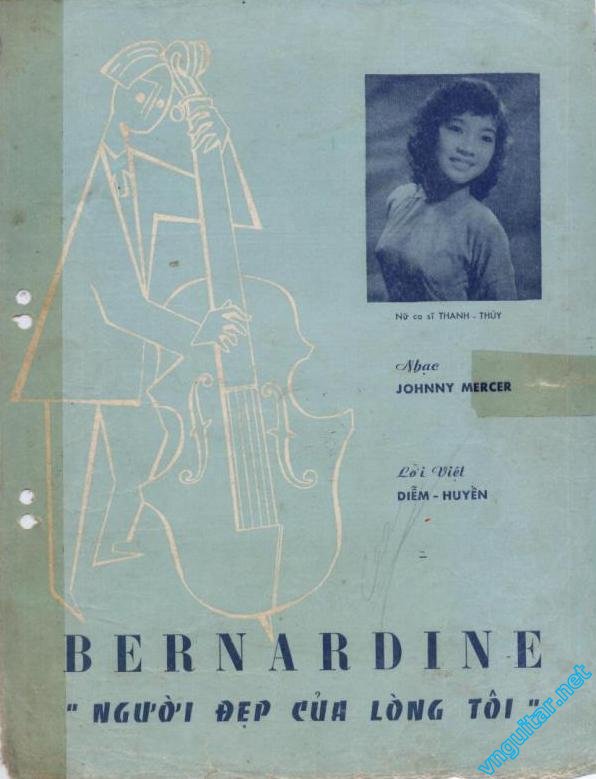 Nữ ca sĩ THANH - THÚY
Nhạc
JOHNNY MERCER
Lời Việt
DIỄM - HUYỀN
BERNARDINE
" NGƯỜI ĐẸP CỦA LÒNG TÔI "
vnguitar.net